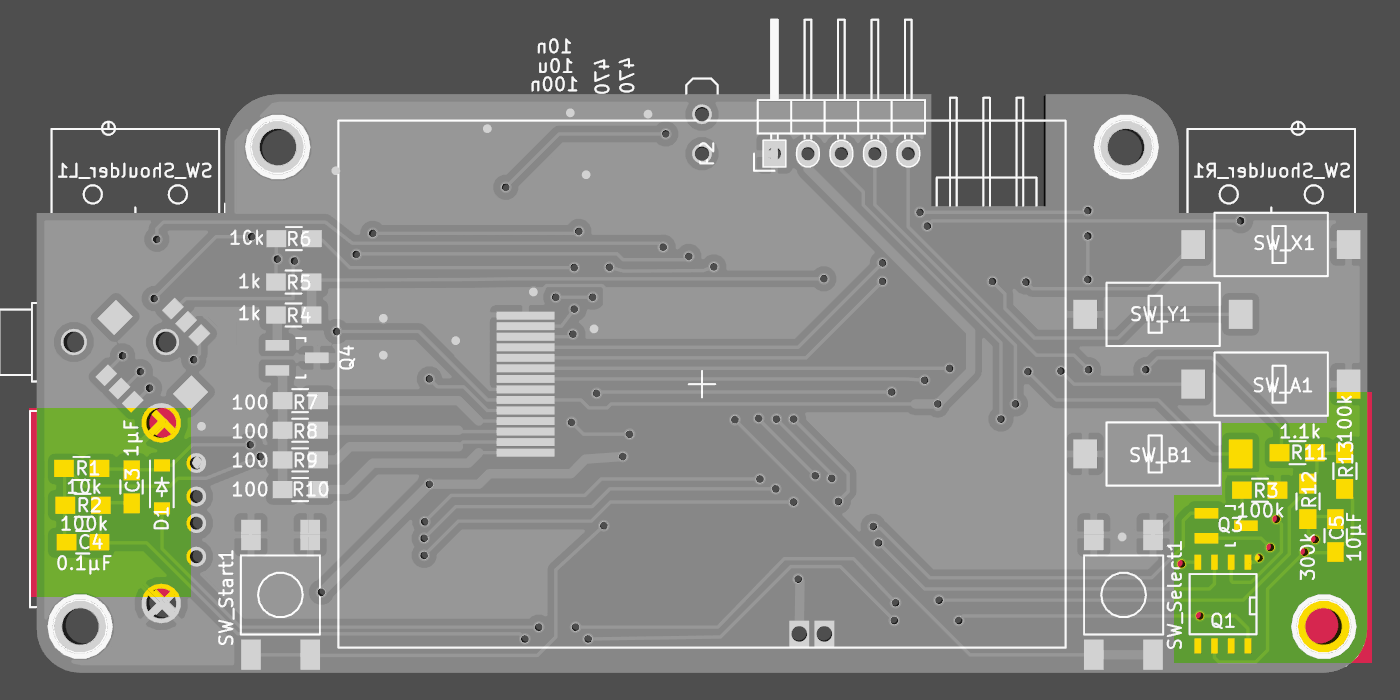 10n
10u
100n
470
470
R2
SW_Shoulder_L1
SW_Shoulder_R1
10k R6
SW_X1
1k R5
1k R4
SW_Y1
Q4
SW_A1
100 R7
100k
1µF
100 R8
1.1k
R11
R1
C3
100 R9
SW_B1
R13
10k
100 R10
R3
R12
R2
D1
100k
100k
Q3
C5
10µF
C4
0.1µF
300k
SW_Start1
SW_Select1
Q1